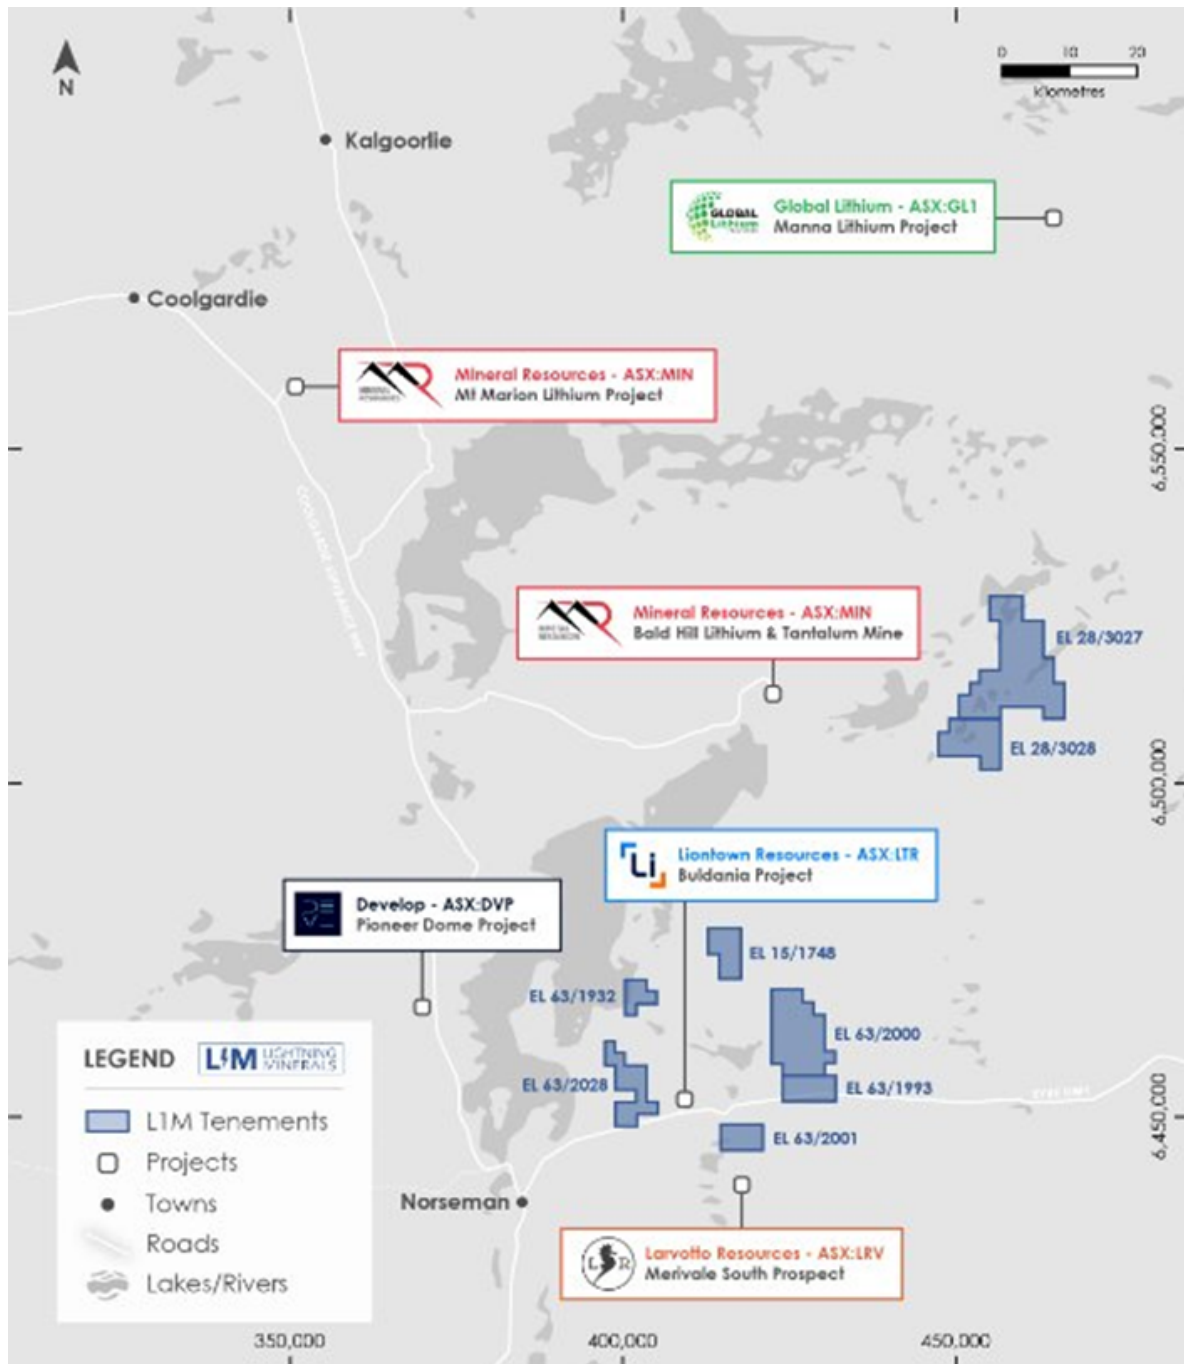 N
0 10 20
Kilometres
Kalgoorlie
GLOBAL
Lithium
Global Lithium - ASX:GL1
Manna Lithium Project
Coolgardie
Mineral Resources - ASX:MIN
Mt Marion Lithium Project
6,550,000
Mineral Resources - ASX:MIN
Bald Hill Lithium & Tantalum Mine
EL 28/3027
EL 28/3028
6,500,000
Li
Liontown Resources - ASX:LTR
Buldania Project
Develop - ASX:DVP
Pioneer Dome Project
EL 15/1748
EL 63/1932
EL 63/2000
EL 63/2028
EL 63/1993
6,450,000
EL 63/2001
Norseman
L R
Larvotto Resources - ASX:LRV
Merivale South Prospect
LEGEND
L1M LIGHTNING
MINERALS
L1M Tenements
Projects
Towns
Roads
Lakes/Rivers
350,000 400,000 450,000